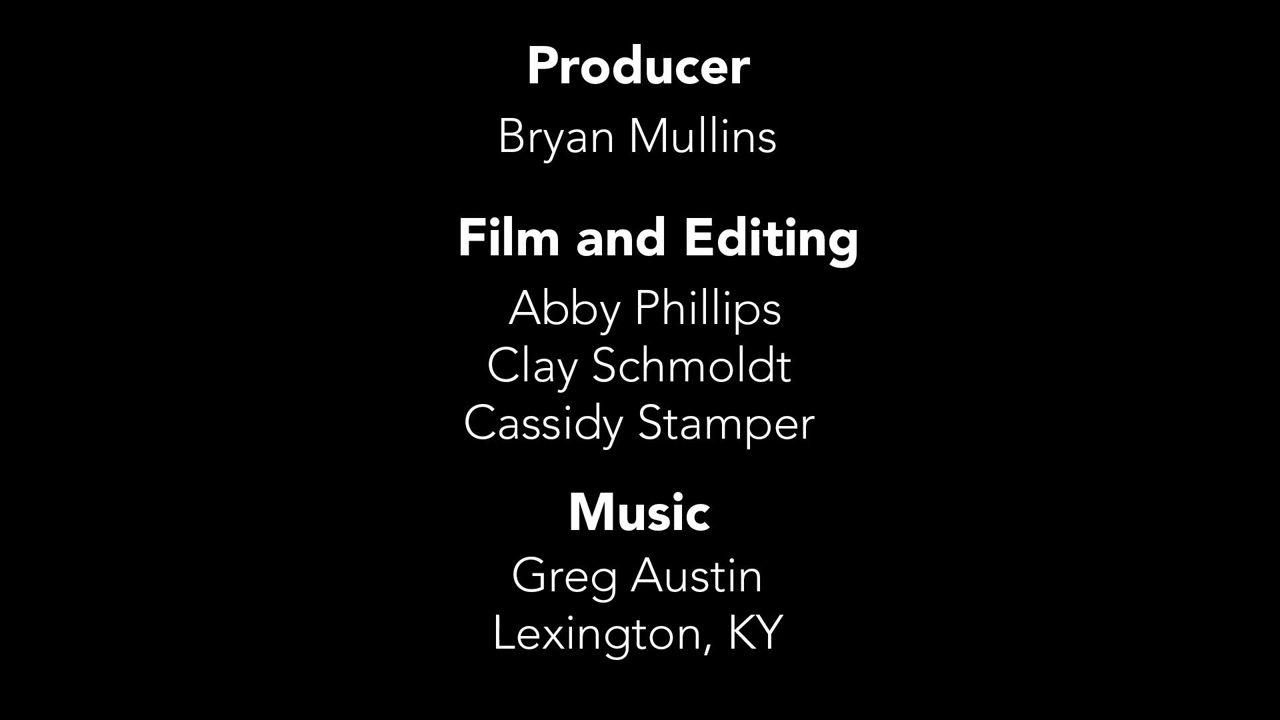 Producer
Bryan Mullins
Film and Editing
Abby Phillips
Clay Schmoldt
Cassidy Stamper
Music
Greg Austin
Lexington, KY